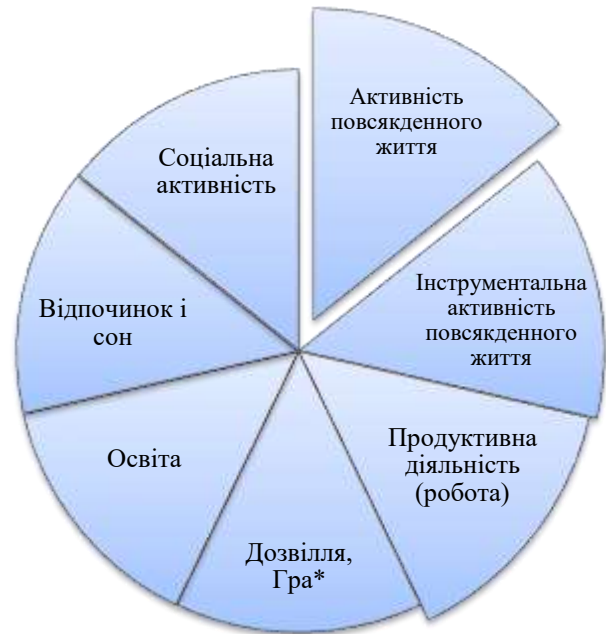 Активність
повсякденного
життя
Інструментальна
активність
повсякденного
життя
Продуктивна
діяльність
(робота)
Дозвілля,
Гра*
Освіта
Відпочинок і
сон
Соціальна
активність